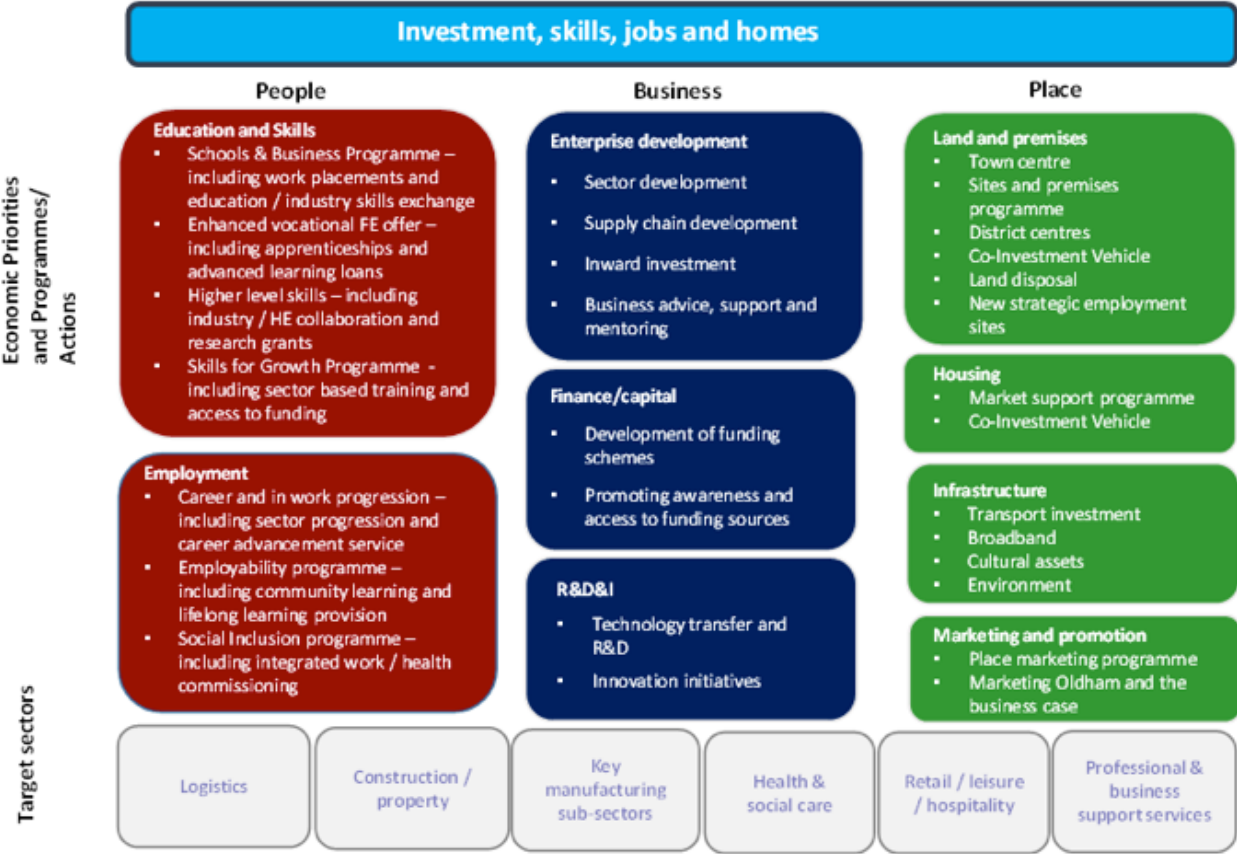 Investment, skills, jobs and homes
Economic Priorities
and Programmes/
Actions
People
Education and Skills
▪ Schools & Business Programme –
including work placements and
education / industry skills exchange
▪ Enhanced vocational FE offer –
including apprenticeships and
advanced learning loans
▪ Higher level skills – including
industry / HE collaboration and
research grants
▪ Skills for Growth Programme -
including sector based training and
access to funding
Employment
▪ Career and in work progression –
including sector progression and
career advancement service
▪ Employability programme –
including community learning and
lifelong learning provision
▪ Social Inclusion programme –
including integrated work / health
commissioning
Business
Enterprise development
▪ Sector development
▪ Supply chain development
▪ Inward investment
▪ Business advice, support and
mentoring
Finance/capital
▪ Development of funding
schemes
▪ Promoting awareness and
access to funding sources
R&D&I
▪ Technology transfer and
R&D
▪ Innovation initiatives
Place
Land and premises
▪ Town centre
▪ Sites and premises
programme
▪ District centres
▪ Co-Investment Vehicle
▪ Land disposal
▪ New strategic employment
sites
Housing
▪ Market support programme
▪ Co-Investment Vehicle
Infrastructure
▪ Transport investment
▪ Broadband
▪ Cultural assets
▪ Environment
Marketing and promotion
▪ Place marketing programme
▪ Marketing Oldham and the
business case
Target sectors
Logistics
Construction /
property
Key
manufacturing
sub-sectors
Health &
social care
Retail / leisure
/ hospitality
Professional &
business
support services